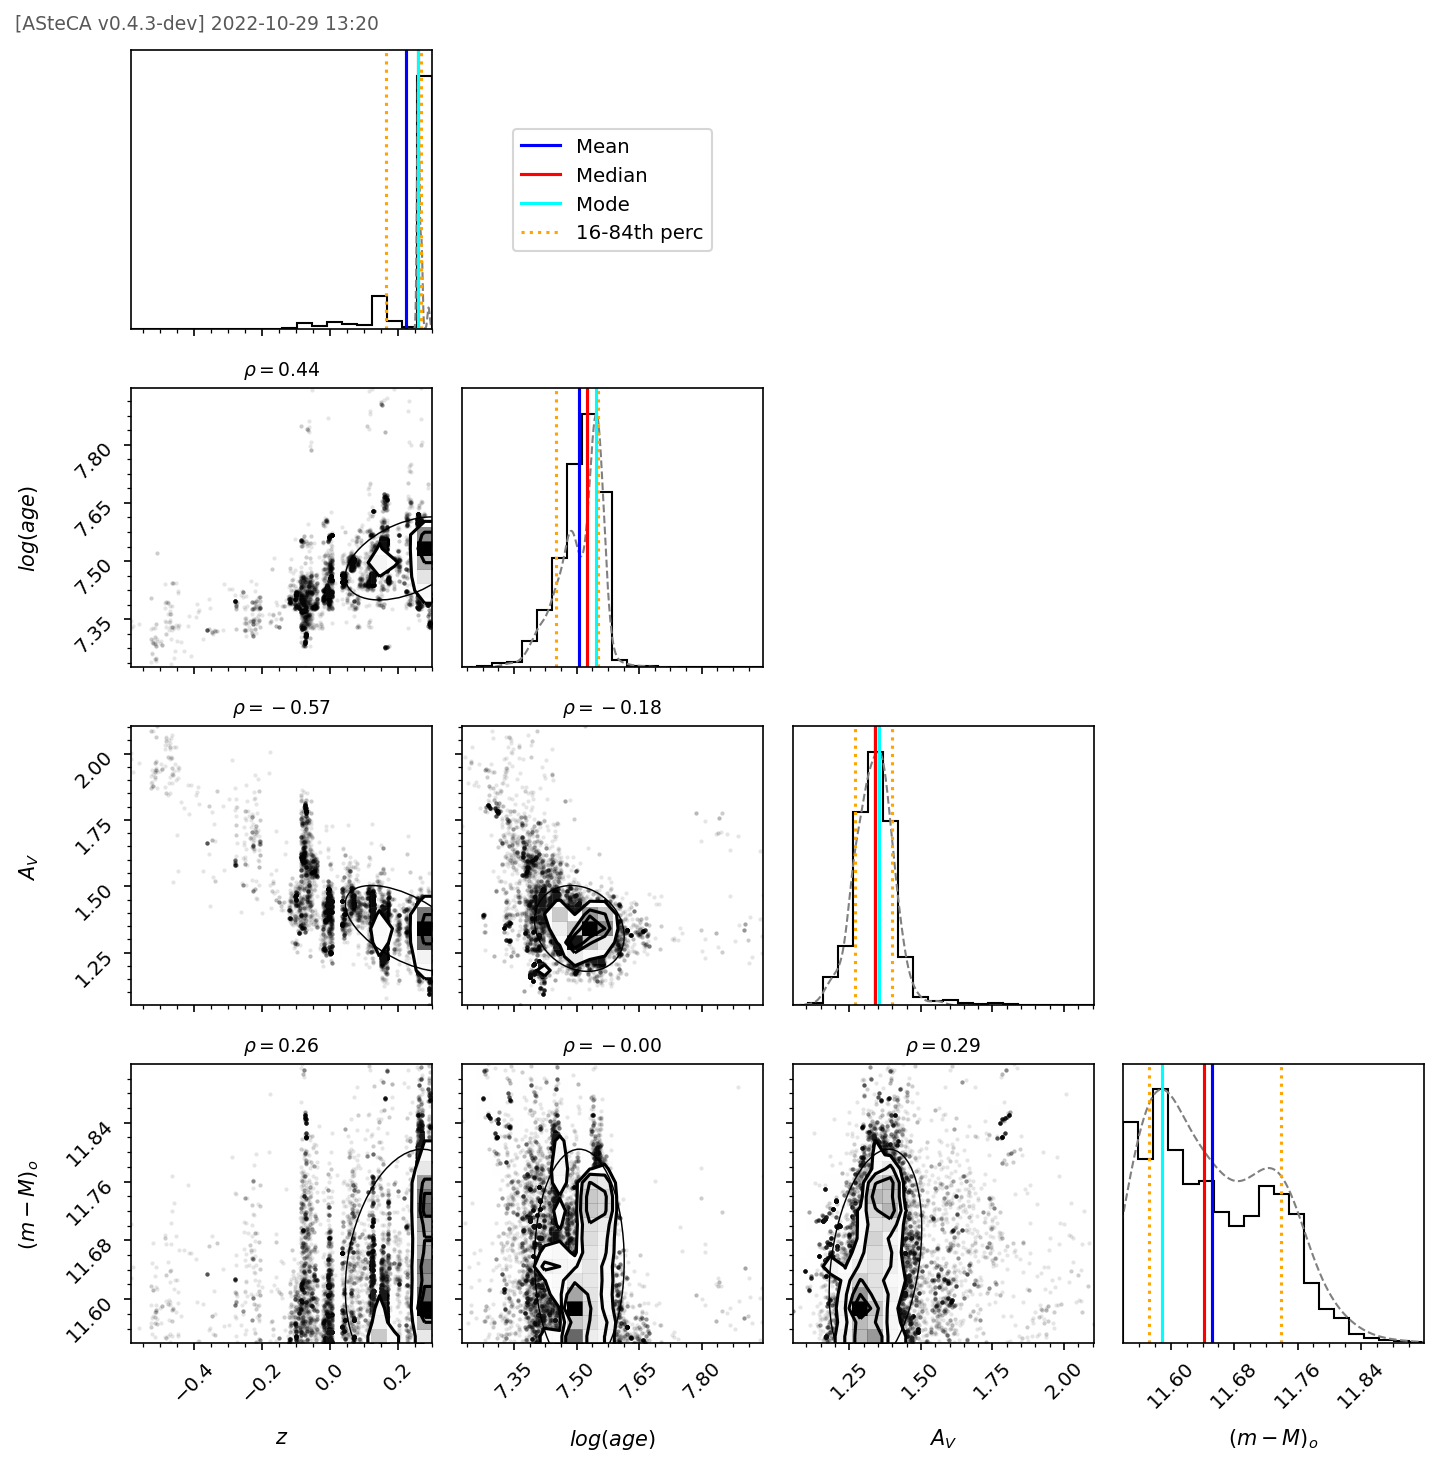 [ASteCA v0.4.3-dev] 2022-10-29 13:20
Mean
Median
Mode
16-84th perc
ρ = 0.44
log(age)
7.80
7.65
7.50
7.35
ρ = −0.57
ρ = −0.18
A_V
2.00
1.75
1.50
1.25
ρ = 0.26
ρ = −0.00
ρ = 0.29
(m − M)_o
11.84
11.76
11.68
11.60
−0.4 −0.2 0.0 0.2 7.35 7.50 7.65 7.80 1.25 1.50 1.75 2.00 11.60 11.68 11.76 11.84
z log(age) A_V (m − M)_o